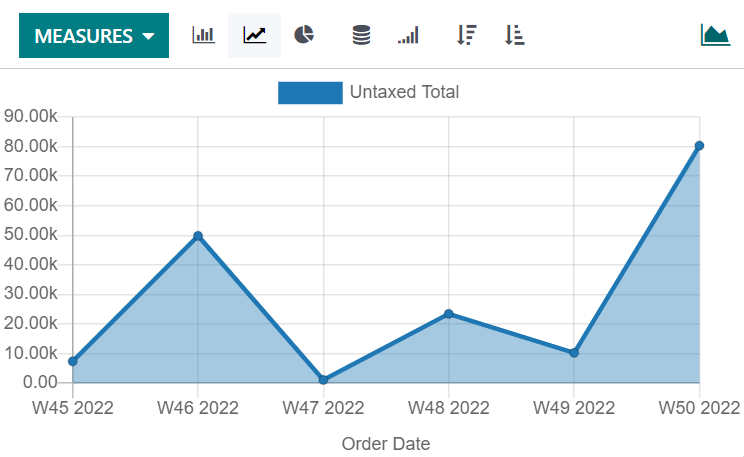 MEASURES
Untaxed Total
90.00k
80.00k
70.00k
60.00k
50.00k
40.00k
30.00k
20.00k
10.00k
0.00
W45 2022 W46 2022 W47 2022 W48 2022 W49 2022 W50 2022
Order Date